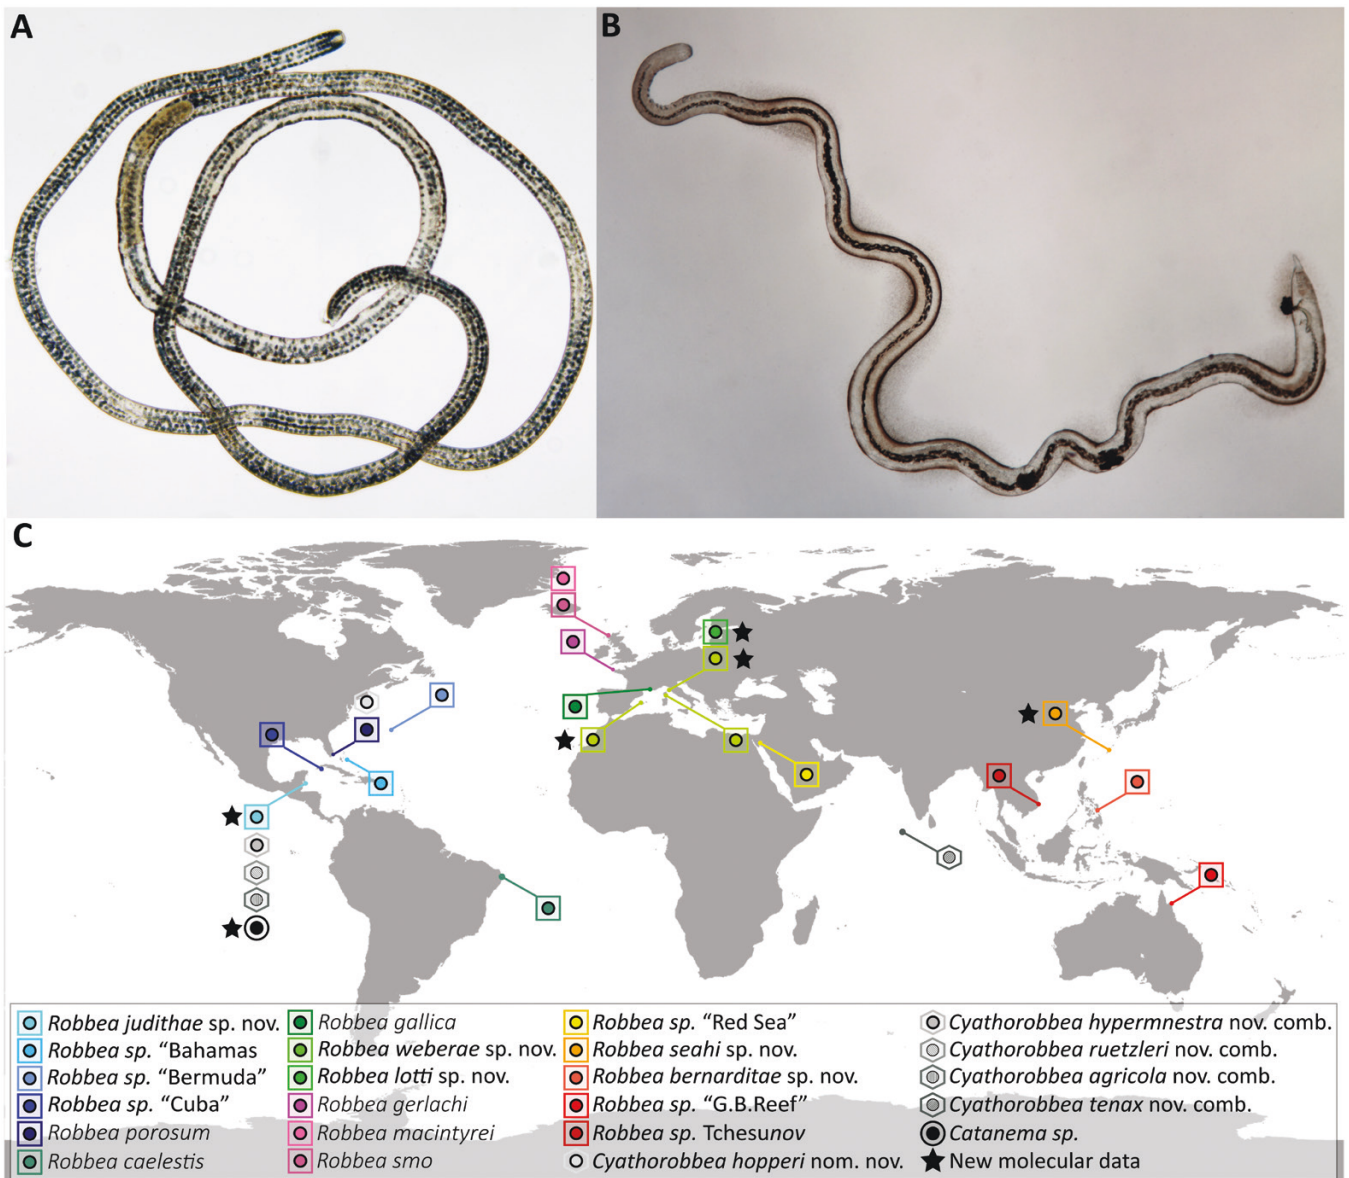 A
B
C
Robbea judithae sp. nov.
Robbea sp. “Bahamas
Robbea sp. “Bermuda”
Robbea sp. “Cuba”
Robbea porosum
Robbea caelestis
Robbea gallica
Robbea weberae sp. nov.
Robbea lotti sp. nov.
Robbea gerlachi
Robbea macintyrei
Robbea smo
Robbea sp. “Red Sea”
Robbea seahi sp. nov.
Robbea bernarditae sp. nov.
Robbea sp. “G.B.Reef”
Robbea sp. Tchesunov
Cyathorobbea hopperi nom. nov.
Cyathorobbea hypermnestra nov. comb.
Cyathorobbea ruetzleri nov. comb.
Cyathorobbea agricola nov. comb.
Cyathorobbea tenax nov. comb.
Catanema sp.
New molecular data